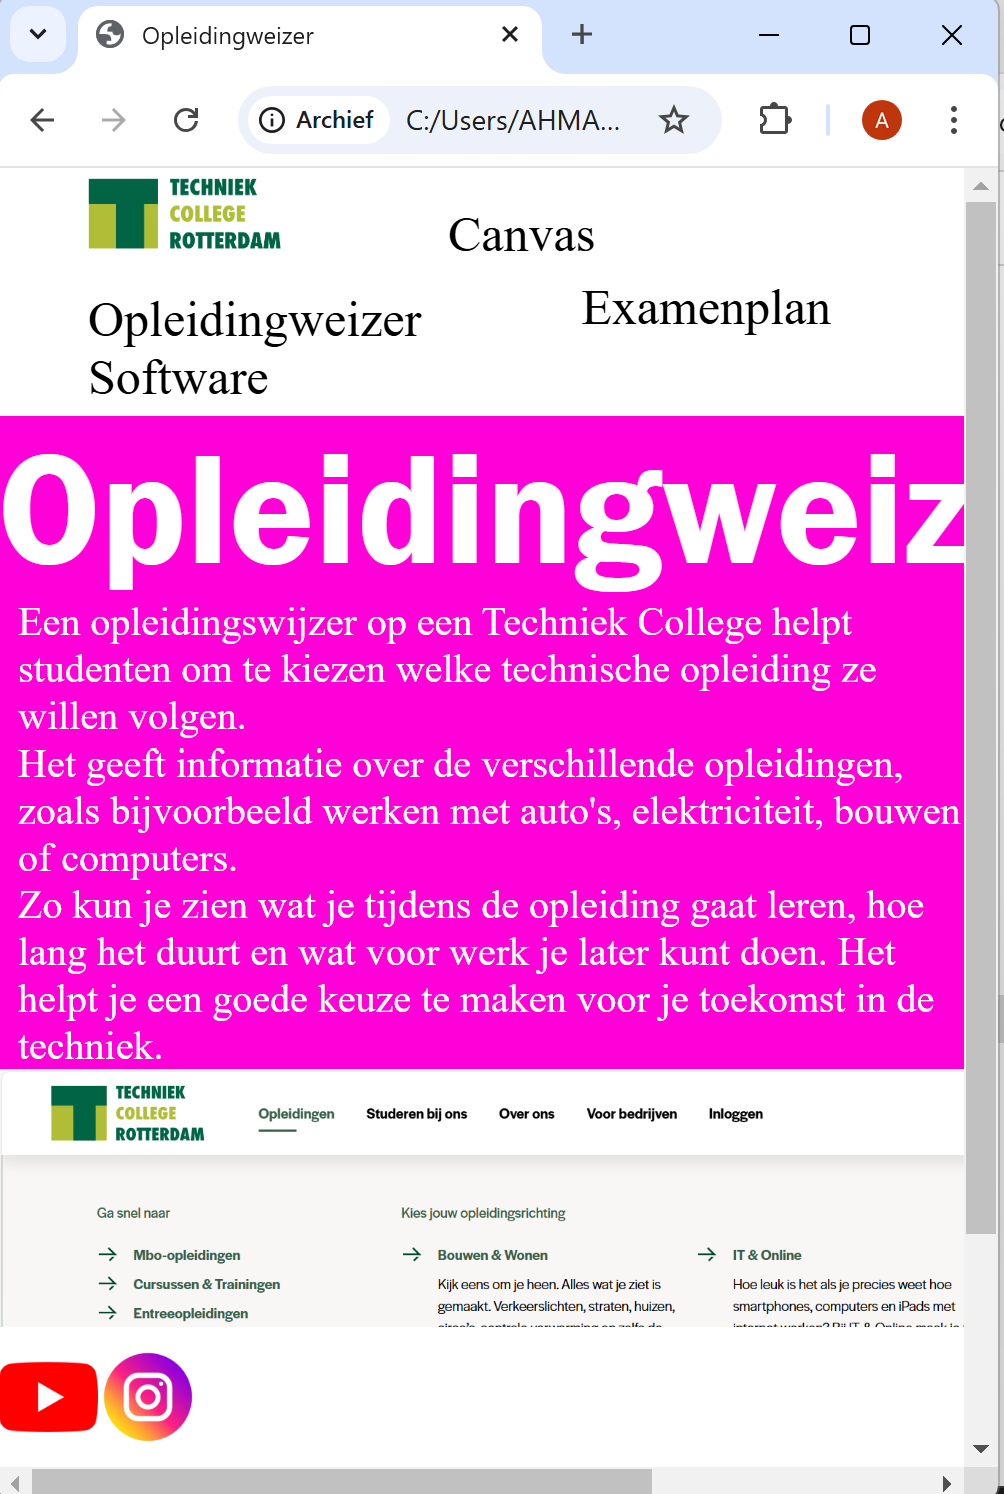 Opleidingweizer
Archief C:/Users/AHMA...
A
TECHNIEK
COLLEGE
ROTTERDAM
Canvas
Examenplan
Opleidingweizer
Software
Opleidingweiz
Een opleidingswijzer op een Techniek College helpt
studenten om te kiezen welke technische opleiding ze
willen volgen.
Het geeft informatie over de verschillende opleidingen,
zoals bijvoorbeeld werken met auto's, elektriciteit, bouwen
of computers.
Zo kun je zien wat je tijdens de opleiding gaat leren, hoe
lang het duurt en wat voor werk je later kunt doen. Het
helpt je een goede keuze te maken voor je toekomst in de
techniek.
TECHNIEK
COLLEGE
ROTTERDAM
Opleidingen Studeren bij ons Over ons Voor bedrijven Inloggen
Ga snel naar
Mbo-opleidingen
Cursussen & Trainingen
Entreeopleidingen
Kies jouw opleidingsrichting
Bouwen & Wonen
Kijk eens om je heen. Alles wat je ziet is
gemaakt. Verkeerslichten, straten, huizen,
IT & Online
Hoe leuk is het als je precies weet hoe
smartphones, computers en iPads met